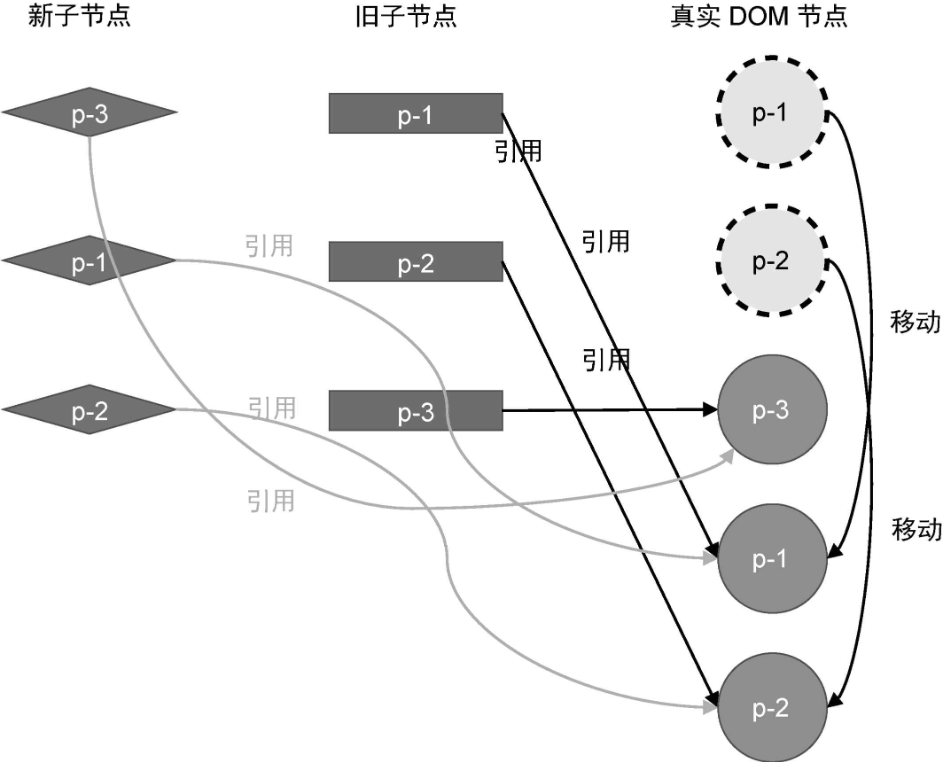 新子节点 旧子节点 真实 DOM 节点
p-3 p-1 p-1
引用
引用 引用
p-1 p-2 p-2
移动
引用
p-2 引用 p-3 p-3
引用
移动
p-1
p-2